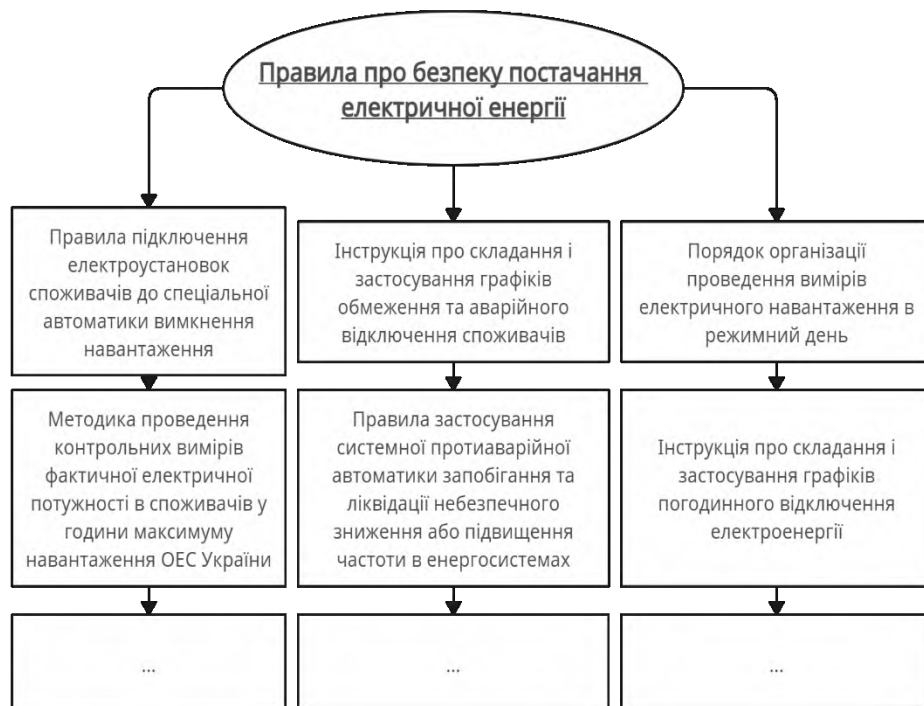 Правила про безпеку постачання
електричної енергії
Правила підключення
електроустановок
споживачів до спеціальної
автоматики вимкнення
навантаження
Інструкція про складання і
застосування графіків
обмеження та аварійного
відключення споживачів
Порядок організації
проведення вимірів
електричного навантаження в
режимний день
Методика проведення
контрольних вимірів
фактичної електричної
потужності в споживачів у
години максимуму
навантаження ОЕС України
Правила застосування
системної протиаварійної
автоматики запобігання та
ліквідації небезпечного
зниження або підвищення
частоти в енергосистемах
Інструкція про складання і
застосування графіків
погодинного відключення
електроенергії
...
...
...